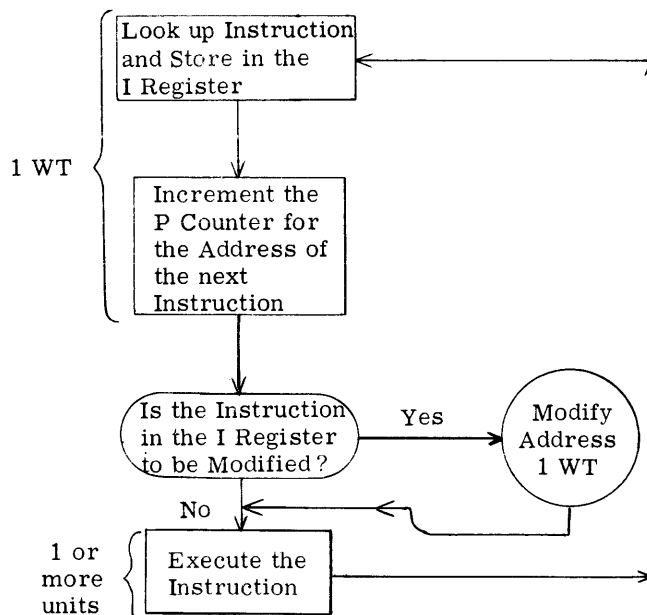 Look up Instruction
and Store in the
I Register
1 WT
Increment the
P Counter for
the Address of
the next
Instruction
Is the Instruction
in the I Register
to be Modified?
Yes
Modify
Address
1 WT
No
1 or
more
units
Execute the
Instruction